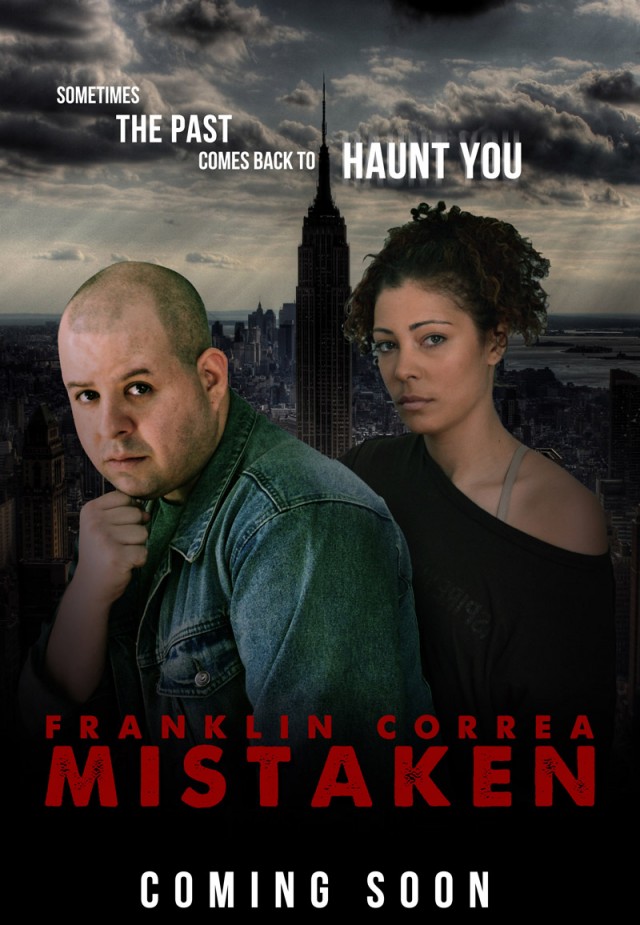 SOMETIMES
THE PAST
COMES BACK TO HAUNT YOU
FRANKLIN CORREA
MISTAKEN
COMING SOON